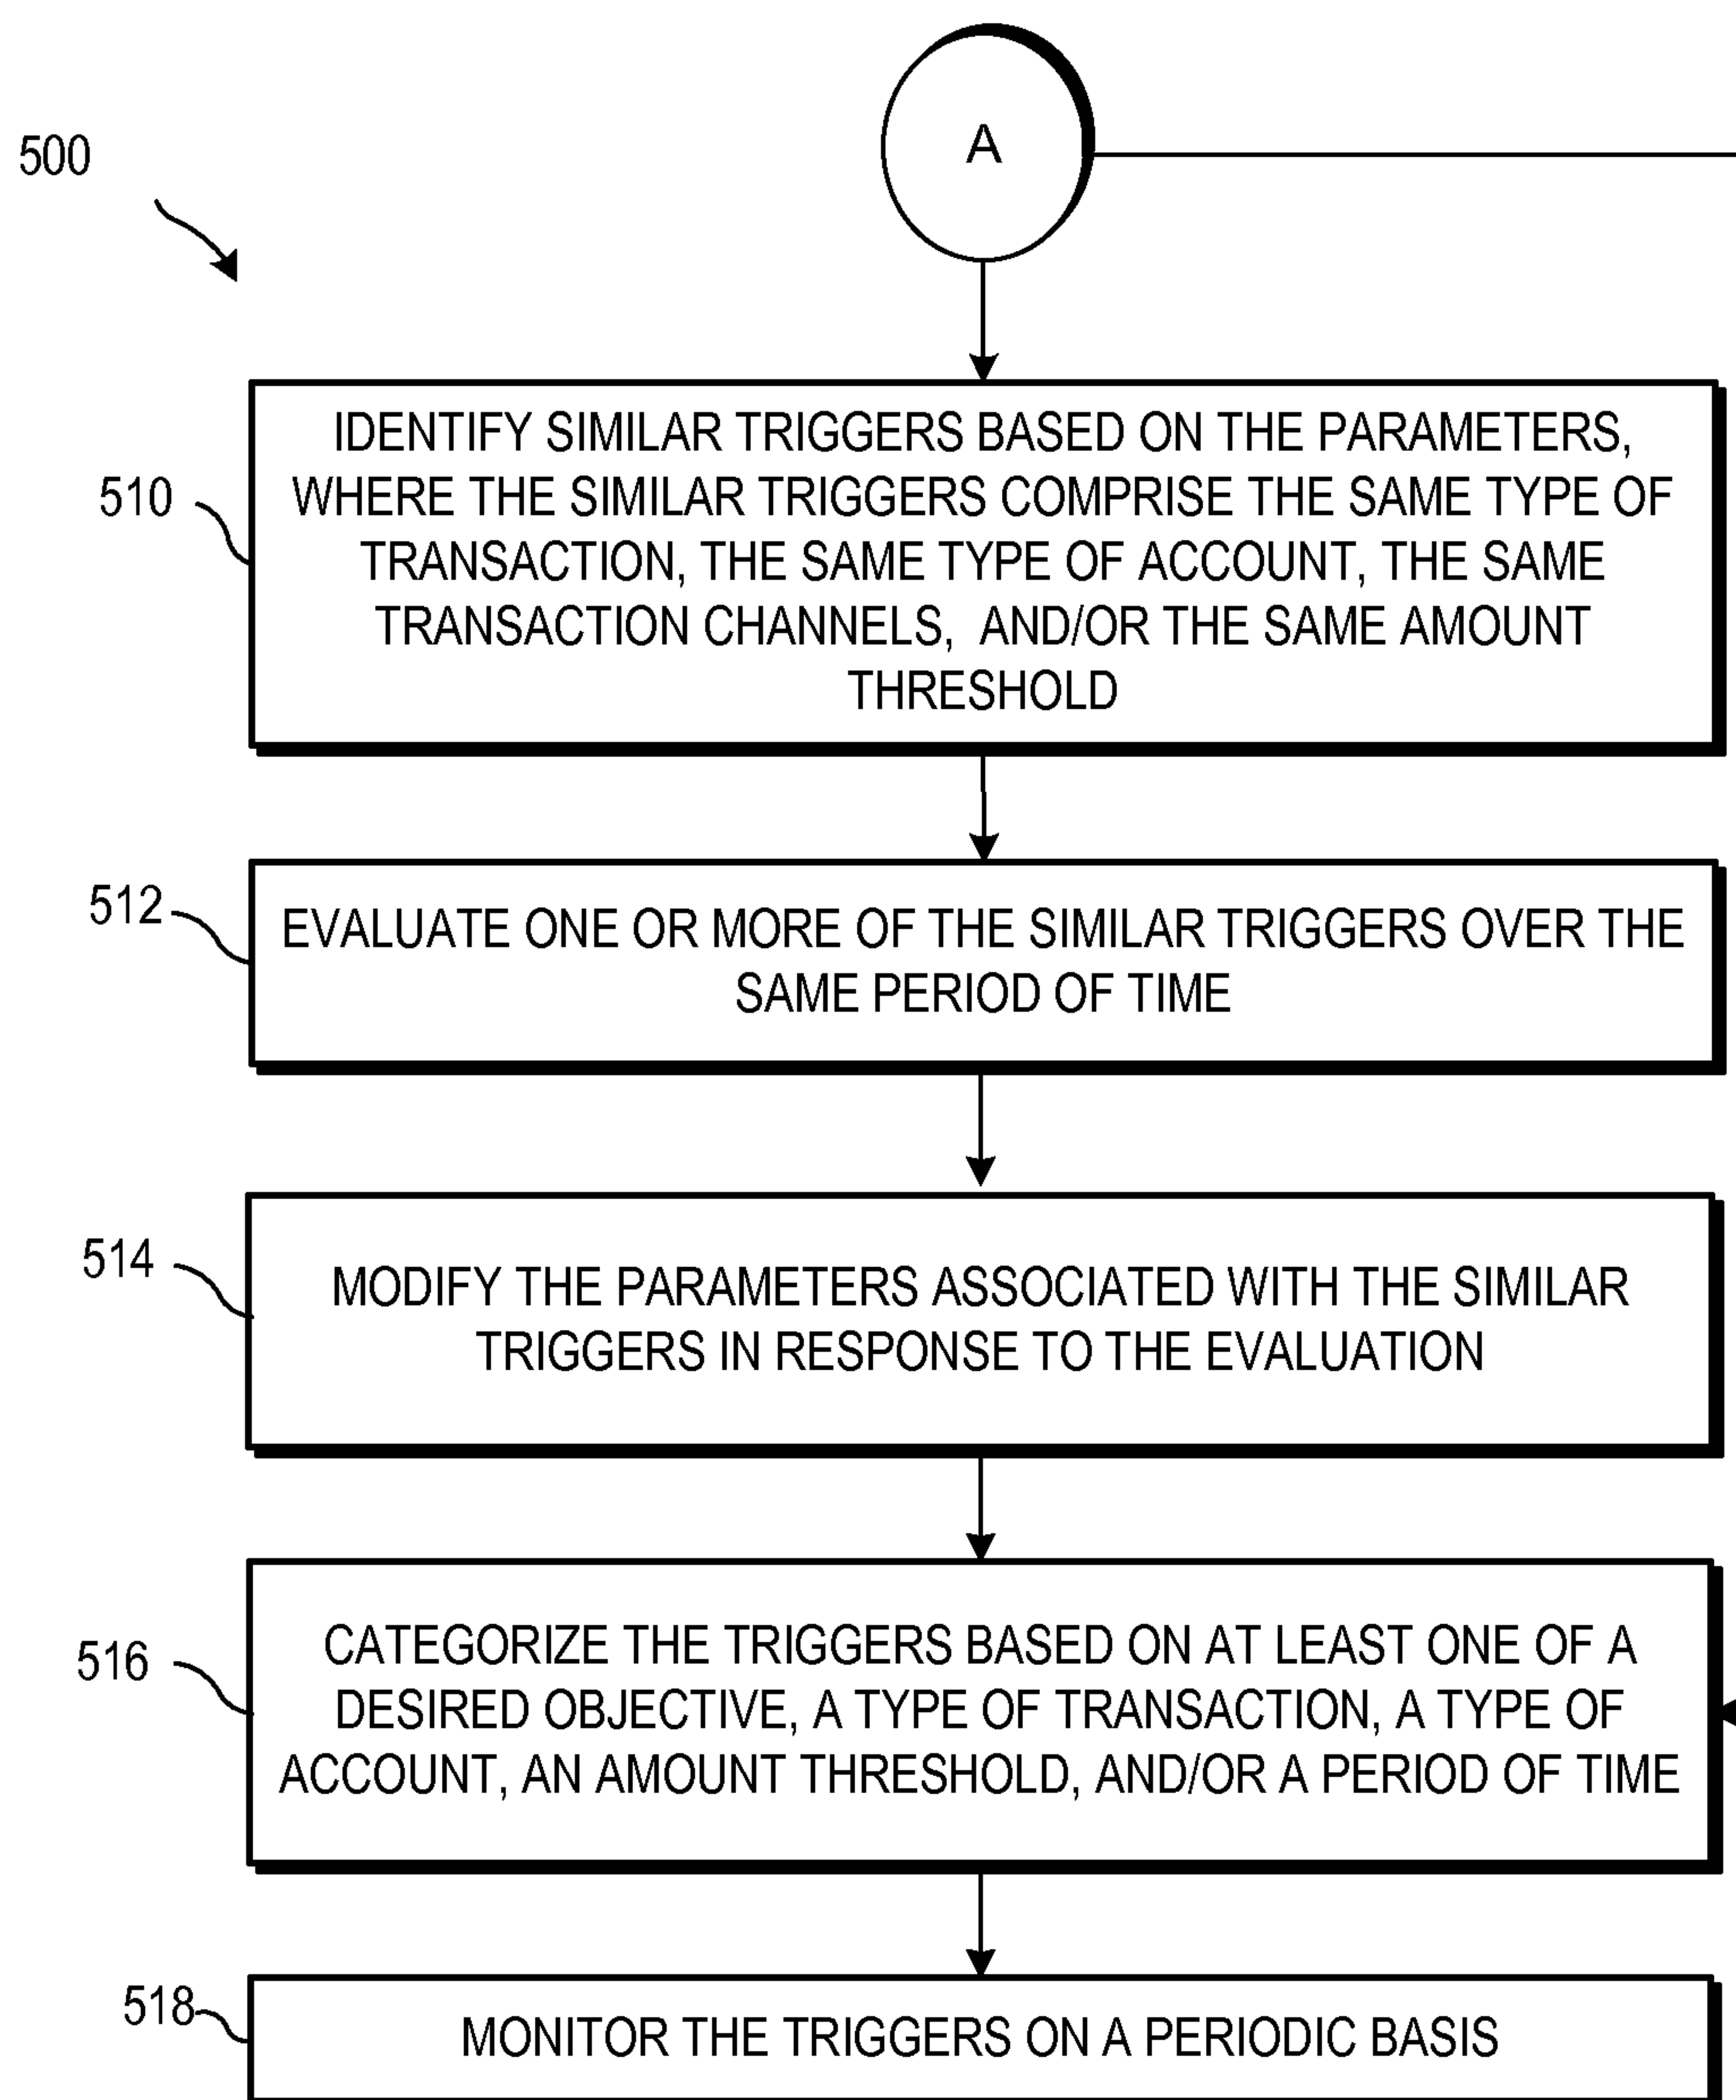 A
500
510
IDENTIFY SIMILAR TRIGGERS BASED ON THE PARAMETERS,
WHERE THE SIMILAR TRIGGERS COMPRISE THE SAME TYPE OF
TRANSACTION, THE SAME TYPE OF ACCOUNT, THE SAME
TRANSACTION CHANNELS, AND/OR THE SAME AMOUNT
THRESHOLD
512
EVALUATE ONE OR MORE OF THE SIMILAR TRIGGERS OVER THE
SAME PERIOD OF TIME
514
MODIFY THE PARAMETERS ASSOCIATED WITH THE SIMILAR
TRIGGERS IN RESPONSE TO THE EVALUATION
516
CATEGORIZE THE TRIGGERS BASED ON AT LEAST ONE OF A
DESIRED OBJECTIVE, A TYPE OF TRANSACTION, A TYPE OF
ACCOUNT, AN AMOUNT THRESHOLD, AND/OR A PERIOD OF TIME
518
MONITOR THE TRIGGERS ON A PERIODIC BASIS